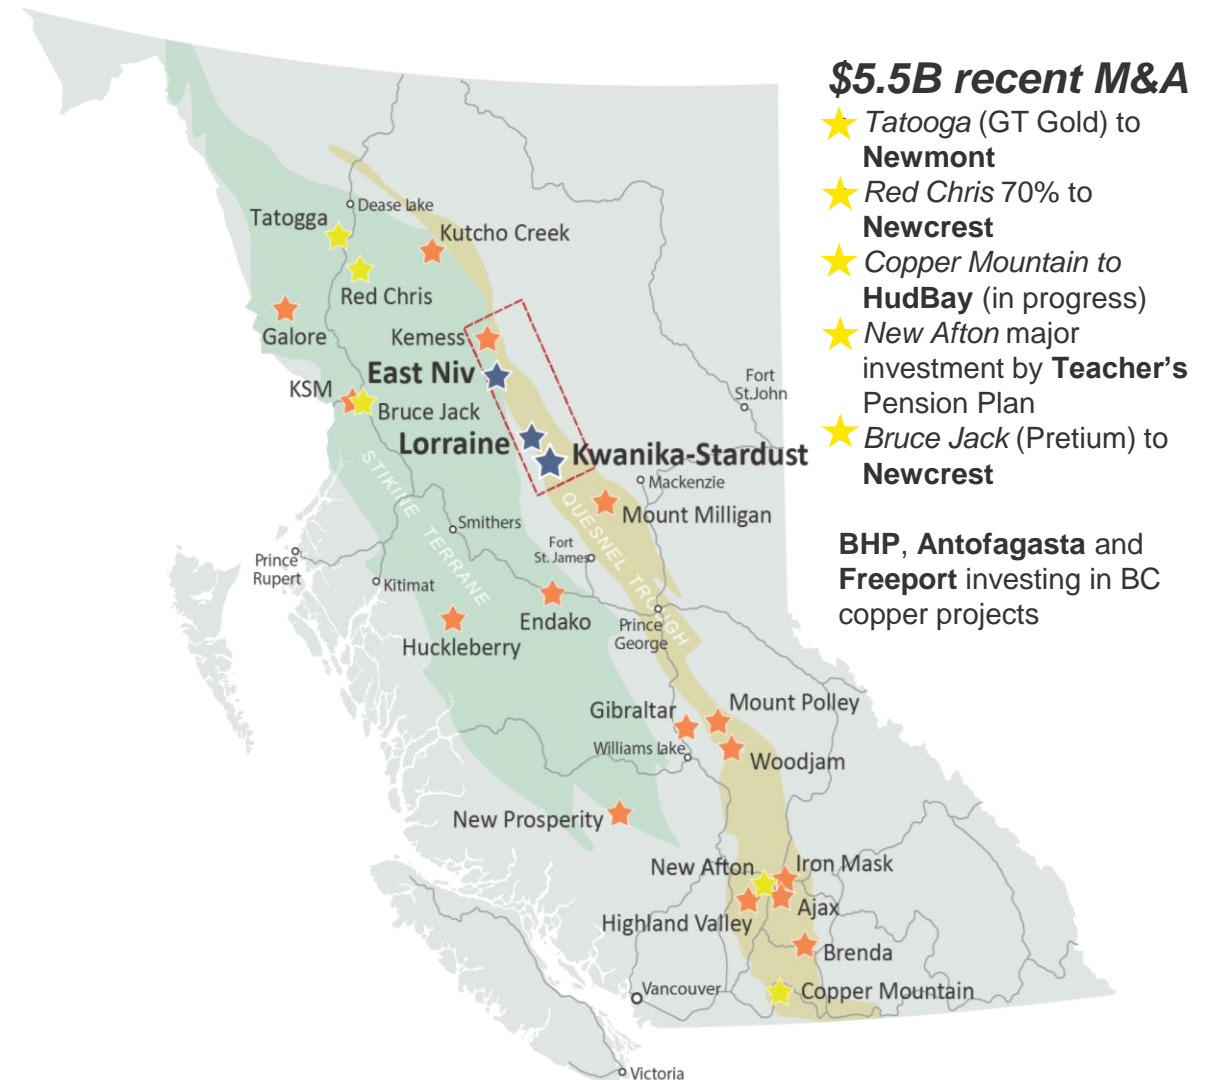 $5.5B recent M&A
Tatooga (GT Gold) to
Newmont
Red Chris 70% to
Newcrest
Copper Mountain to
HudBay (in progress)
New Afton major
investment by Teacher’s
Pension Plan
Bruce Jack (Pretium) to
Newcrest
BHP, Antofagasta and
Freeport investing in BC
copper projects
Dease lake
Tatogga
Kutcho Creek
Red Chris
Galore
Kemess
East Niv
KSM
Bruce Jack
Fort
St.John
Lorraine
Kwanika-Stardust
Mackenzie
Mount Milligan
STIKINE TERRANE
QUESNEL TROUGH
Smithers
Fort
St. James
Prince
Rupert
Kitimat
Endako
Prince
George
Huckleberry
Gibraltar
Mount Polley
Williams Lake
Woodjam
New Prosperity
New Afton
Iron Mask
Ajax
Highland Valley
Brenda
Vancouver
Copper Mountain
Victoria